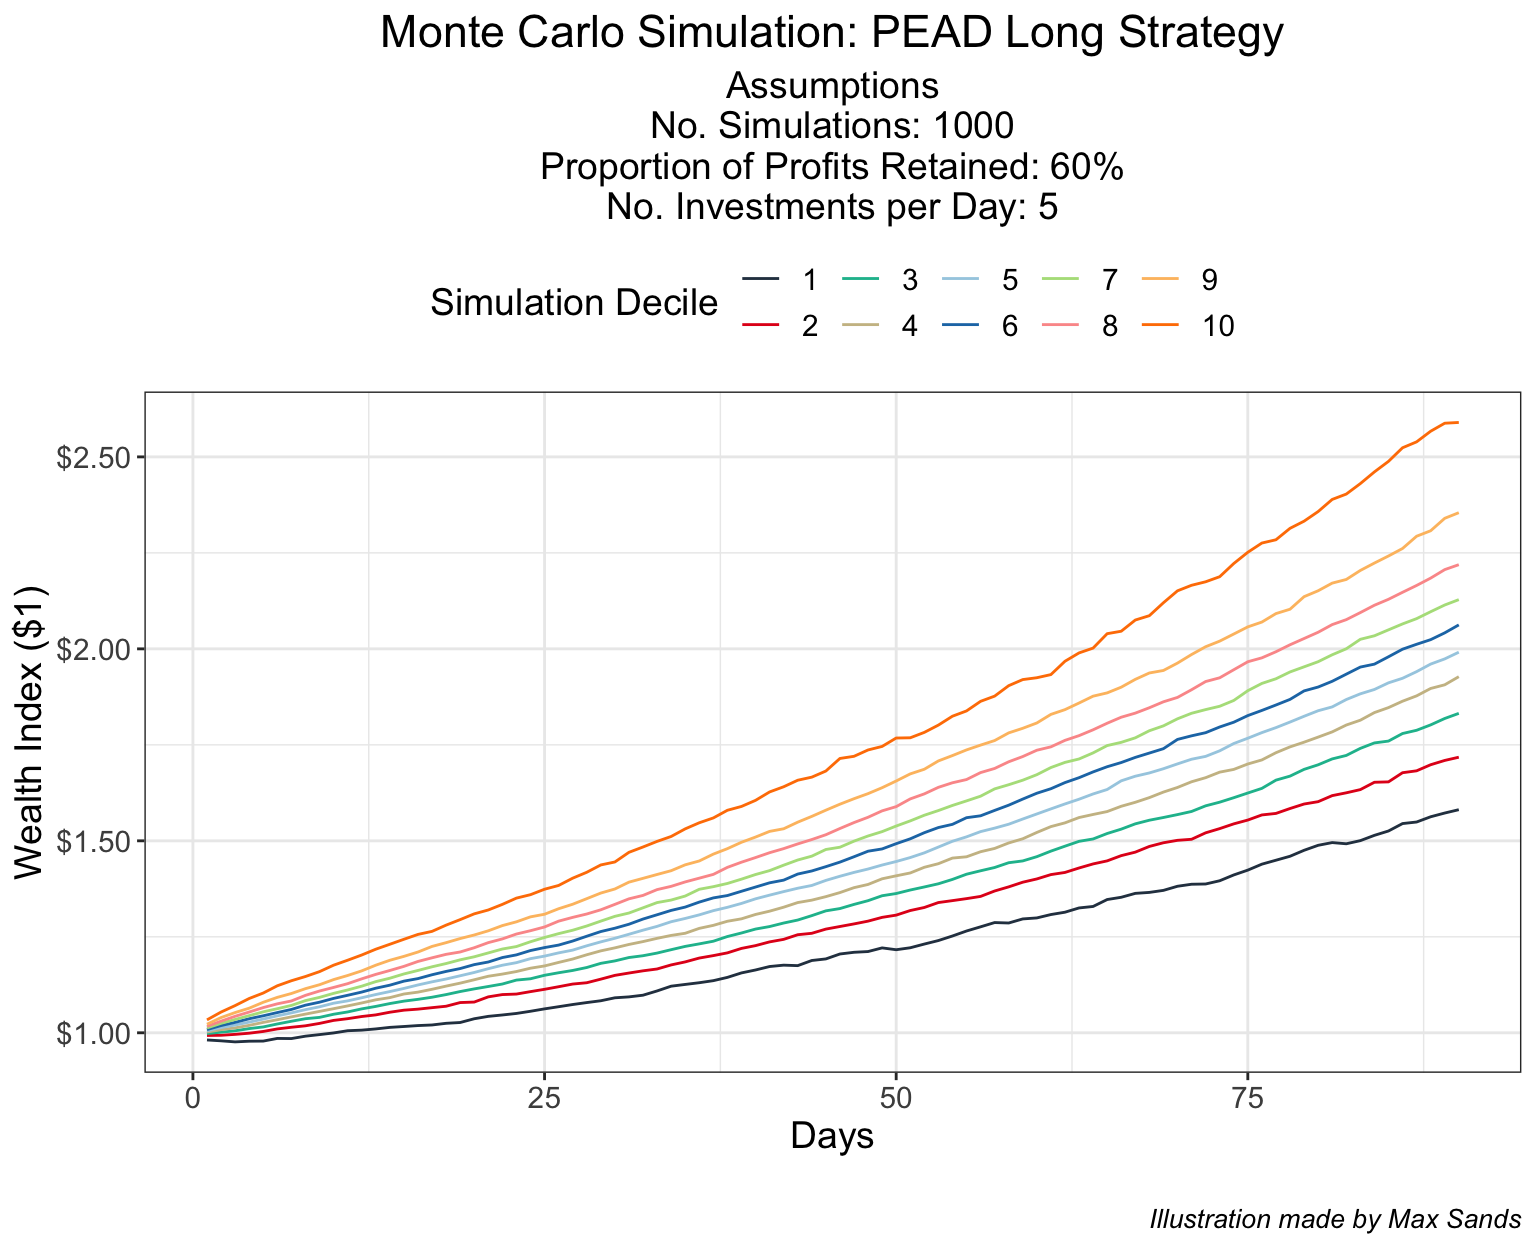 Monte Carlo Simulation: PEAD Long Strategy
Assumptions
No. Simulations: 1000
Proportion of Profits Retained: 60%
No. Investments per Day: 5
Simulation Decile
1 3 5 7 9
2 4 6 8 10
Wealth Index ($1)
$2.50
$2.00
$1.50
$1.00
0 25 50 75
Days
Illustration made by Max Sands